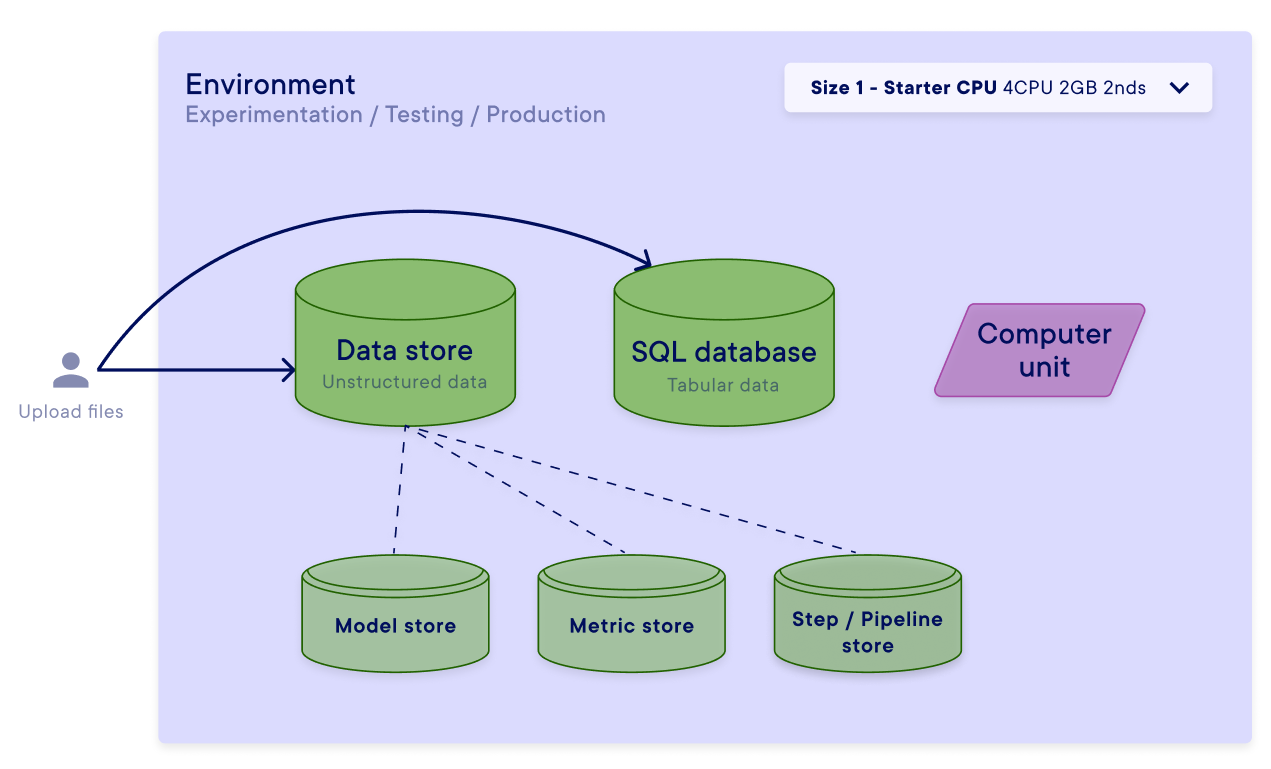 Environment
Experimentation / Testing / Production
Size 1 - Starter CPU 4CPU 2GB 2nds
Data store
Unstructured data
SQL database
Tabular data
Computer
unit
Upload files
Model store
Metric store
Step / Pipeline
store